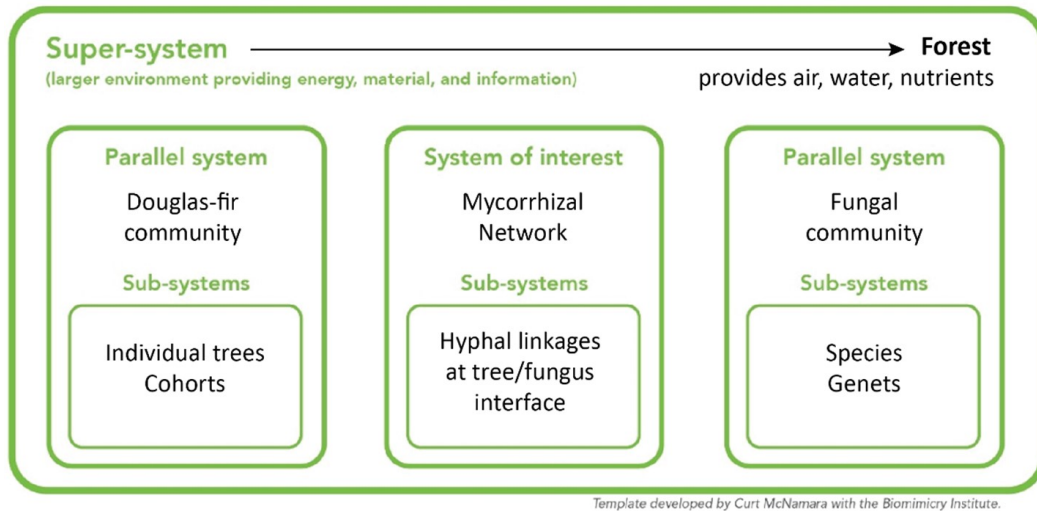 Super-system
Forest
(larger environment providing energy, material, and information)
provides air, water, nutrients
Parallel system
Douglas-fir
community
Sub-systems
Individual trees
Cohorts
System of interest
Mycorrhizal
Network
Sub-systems
Hyphal linkages
at tree/fungus
interface
Parallel system
Fungal
community
Sub-systems
Species
Genets
Template developed by Curt McNamara with the Biomimicry Institute.